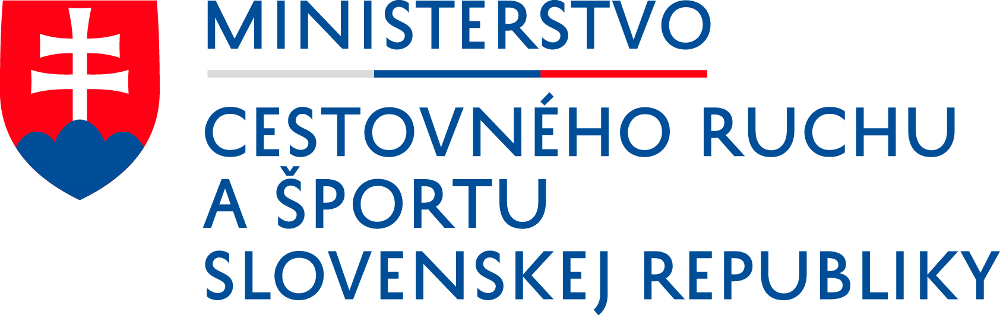 MINISTERSTVO
CESTOVNÉHO RUCHU
A ŠPORTU
SLOVENSKEJ REPUBLIKY